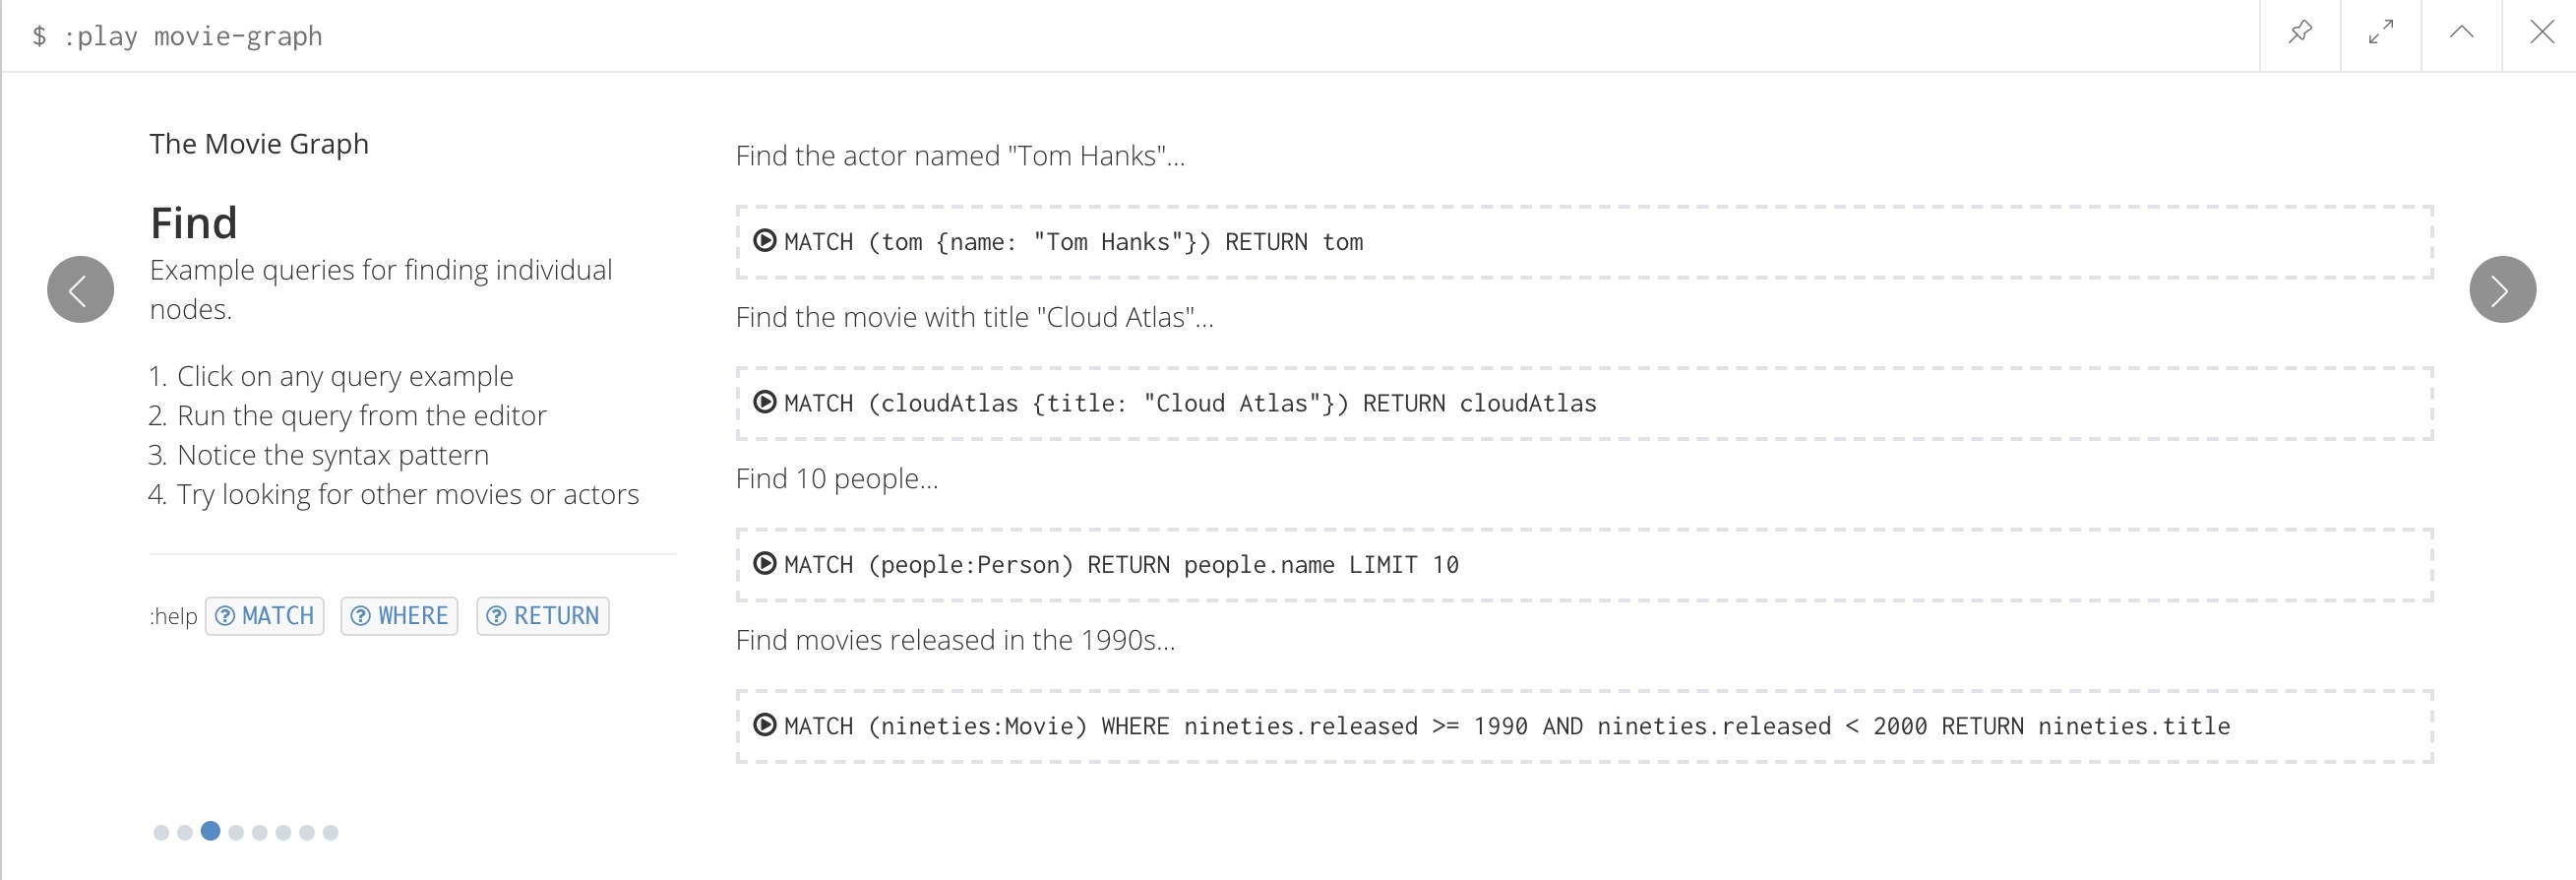 $ :play movie-graph
The Movie Graph
Find
Example queries for finding individual
nodes.
1. Click on any query example
2. Run the query from the editor
3. Notice the syntax pattern
4. Try looking for other movies or actors
:help MATCH WHERE RETURN
Find the actor named "Tom Hanks"...
MATCH (tom {name: "Tom Hanks"}) RETURN tom
Find the movie with title "Cloud Atlas"...
MATCH (cloudAtlas {title: "Cloud Atlas"}) RETURN cloudAtlas
Find 10 people...
MATCH (people:Person) RETURN people.name LIMIT 10
Find movies released in the 1990s...
MATCH (nineties:Movie) WHERE nineties.released >= 1990 AND nineties.released < 2000 RETURN nineties.title